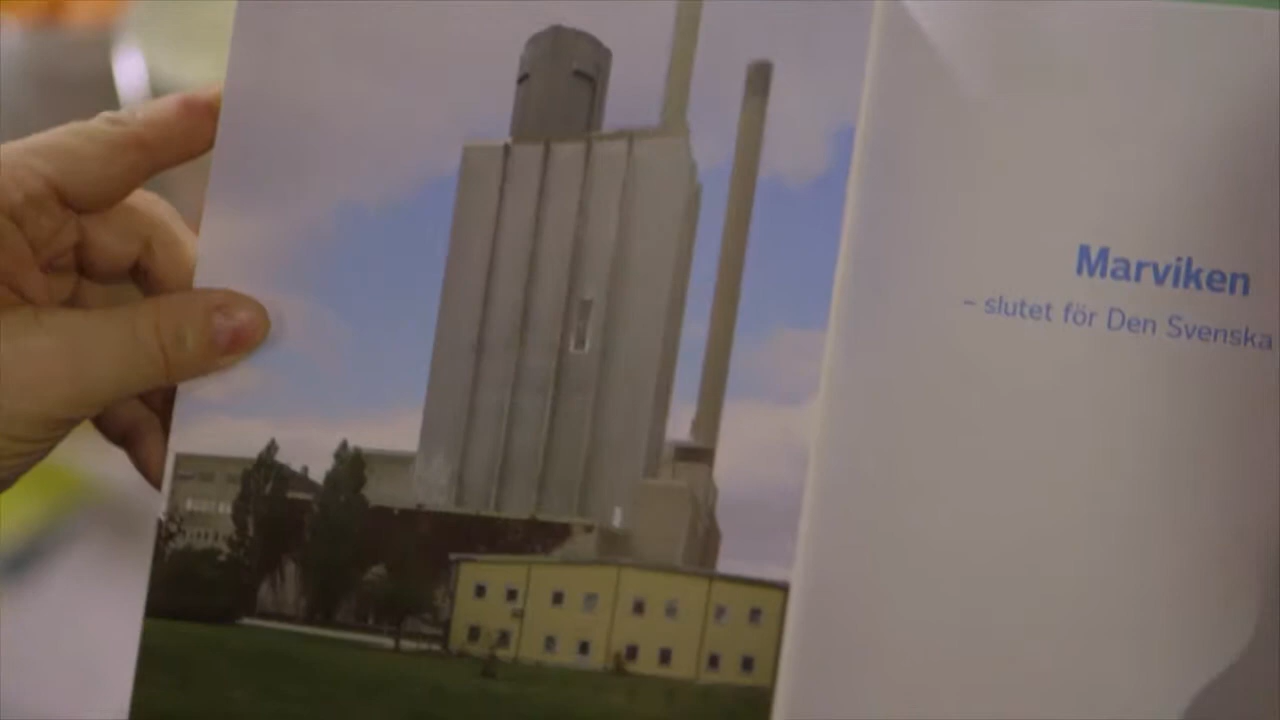 Marviken
– slutet för Den Svenska